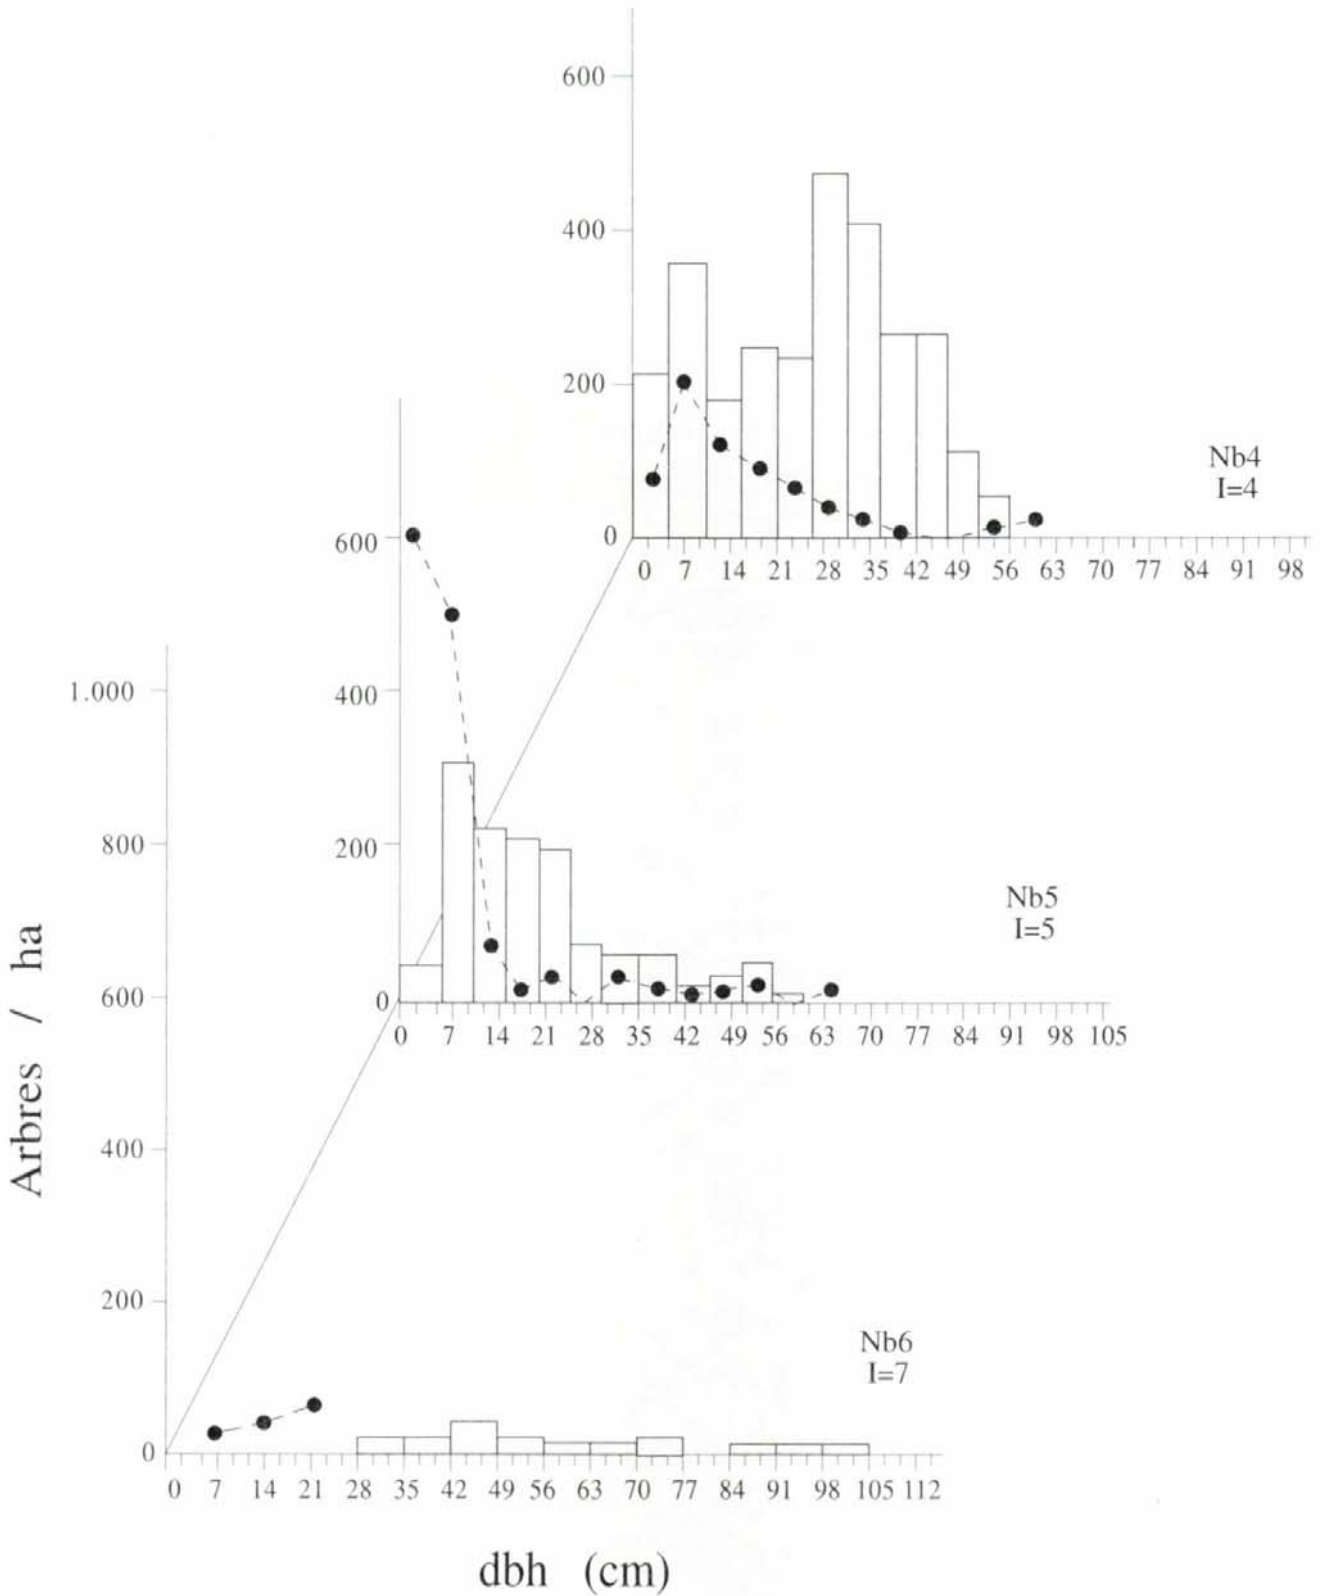 600
400
200
0
0 7 14 21 28 35 42 49 56 63 70 77 84 91 98
Nb4
I=4
600
400
200
0
0 7 14 21 28 35 42 49 56 63 70 77 84 91 98 105
Nb5
I=5
1.000
800
600
400
200
0
0 7 14 21 28 35 42 49 56 63 70 77 84 91 98 105 112
Nb6
I=7
Arbres / ha
dbh (cm)